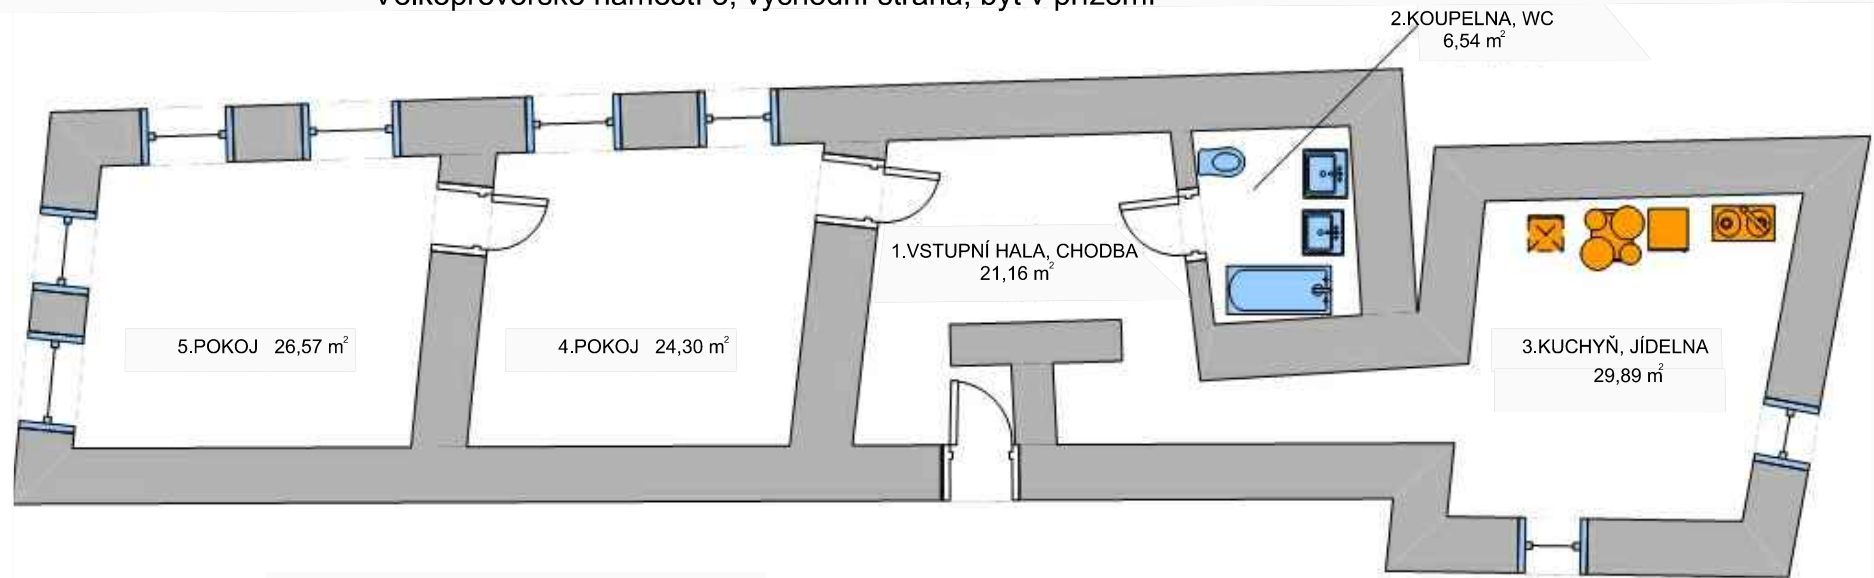 2.KOUPELNA, WC
6,54 m²
1.VSTUPNÍ HALA, CHODBA
21,16 m²
5.POKOJ 26,57 m²
4.POKOJ 24,30 m²
3.KUCHYŇ, JÍDELNA
29,89 m²